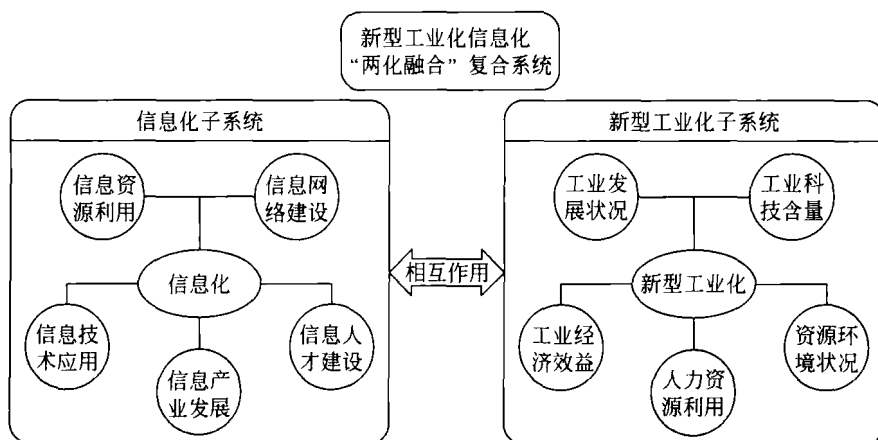 新型工业化信息化
“两化融合”复合系统
信息化子系统
信息资
源利用
信息网
络建设
信息化
信息技
术应用
信息产
业发展
信息人
才建设
相互作用
新型工业化子系统
工业发
展状况
工业科
技含量
新型工业化
工业经
济效益
人力资
源利用
资源环
境状况